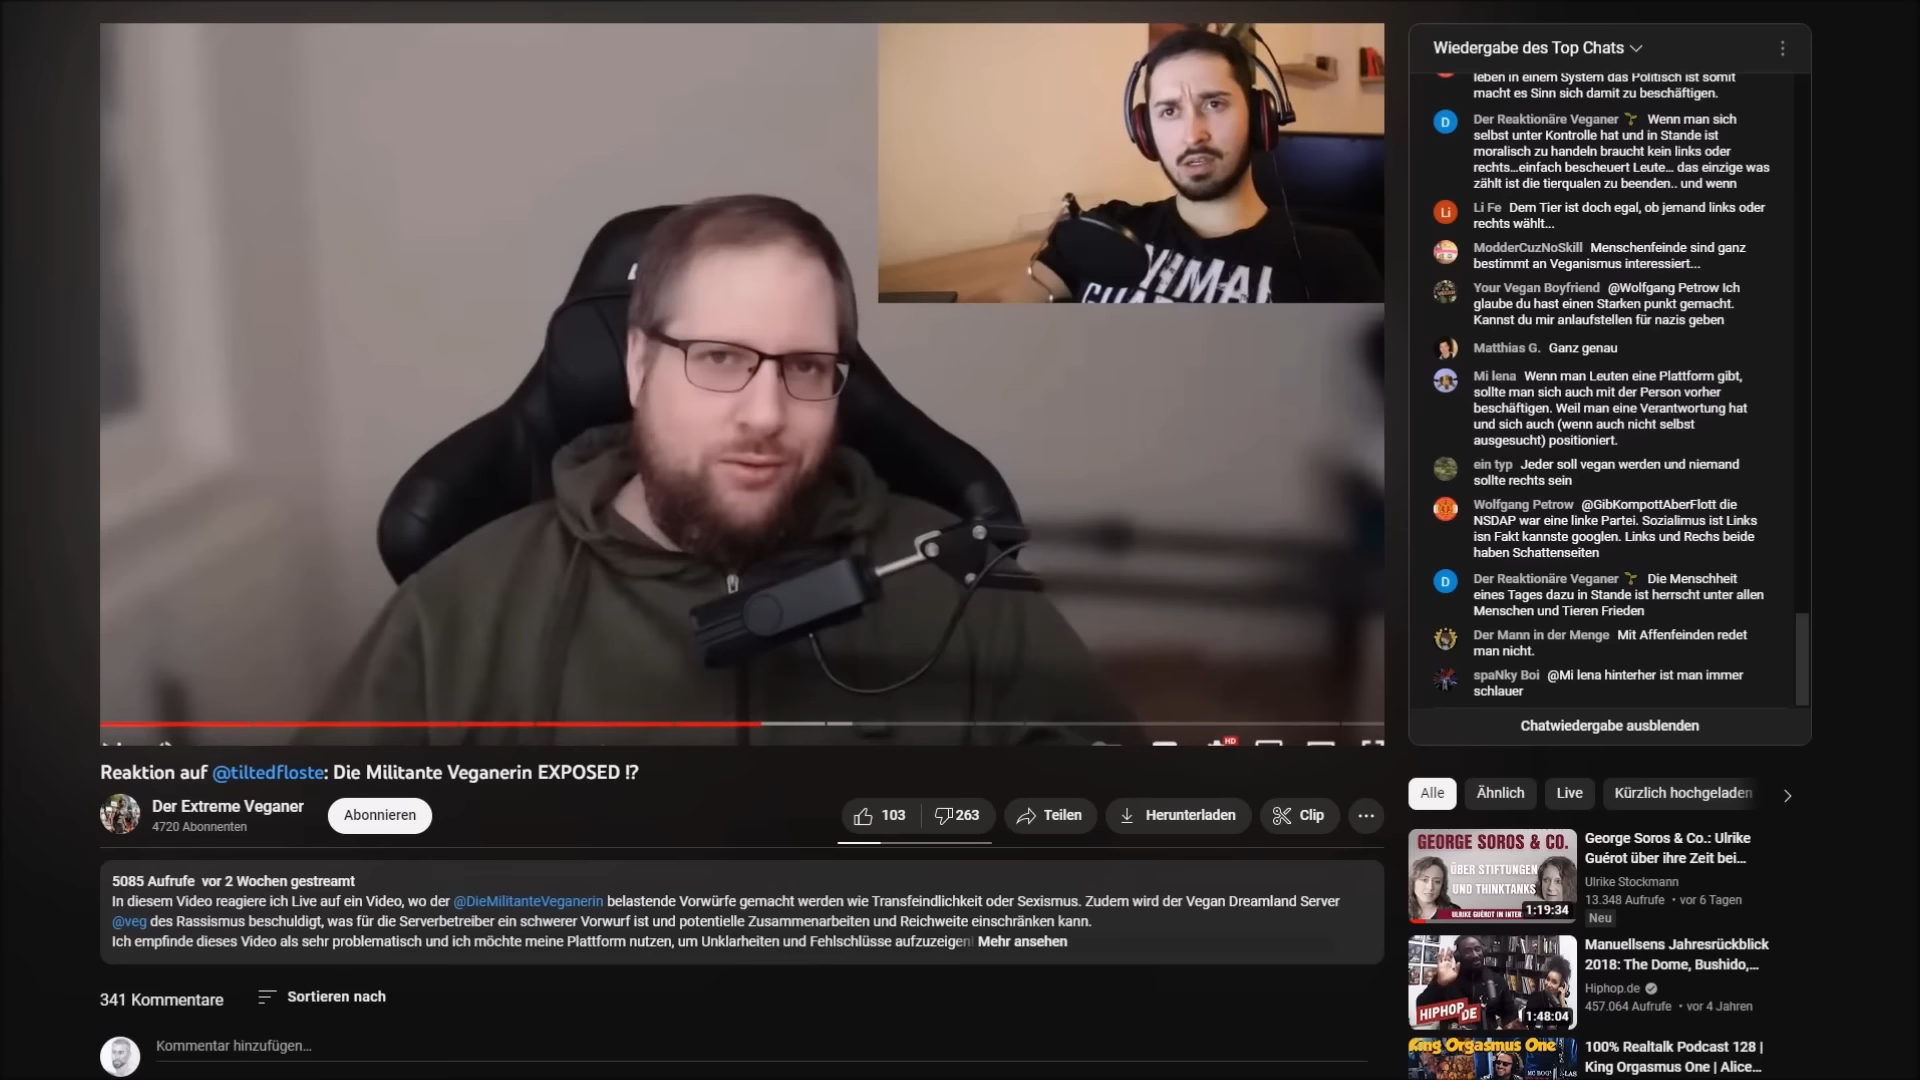 HMAL
HD
Reaktion auf @tiltedfloste: Die Militante Veganerin EXPOSED !?
Der Extreme Veganer
4720 Abonnenten
Abonnieren
103
263
Teilen
Herunterladen
Clip
5085 Aufrufe vor 2 Wochen gestreamt
In diesem Video reagiere ich Live auf ein Video, wo der @DieMilitanteVeganerin belastende Vorwürfe gemacht werden wie Transfeindlichkeit oder Sexismus. Zudem wird der Vegan Dreamland Server
@veg des Rassismus beschuldigt, was für die Serverbetreiber ein schwerer Vorwurf ist und potentielle Zusammenarbeiten und Reichweite einschränken kann.
Ich empfinde dieses Video als sehr problematisch und ich möchte meine Plattform nutzen, um Unklarheiten und Fehlschlüsse aufzuzeigen! Mehr ansehen
341 Kommentare
Sortieren nach
Kommentar hinzufügen...
Wiedergabe des Top Chats
leben in einem System das Politisch ist somit
macht es Sinn sich damit zu beschäftigen.
D
Der Reaktionäre Veganer Wenn man sich
selbst unter Kontrolle hat und in Stande ist
moralisch zu handeln braucht kein links oder
rechts...einfach bescheuert Leute... das einzige was
zählt ist die tierqualen zu beenden.. und wenn
Li
Li Fe Dem Tier ist doch egal, ob jemand links oder
rechts wählt...
ModderCuzNoSkill Menschenfeinde sind ganz
bestimmt an Veganismus interessiert...
Your Vegan Boyfriend @Wolfgang Petrow Ich
glaube du hast einen Starken punkt gemacht.
Kannst du mir anlaufstellen für nazis geben
Matthias G. Ganz genau
Mi lena Wenn man Leuten eine Plattform gibt,
sollte man sich auch mit der Person vorher
beschäftigen. Weil man eine Verantwortung hat
und sich auch (wenn auch nicht selbst
ausgesucht) positioniert.
ein typ Jeder soll vegan werden und niemand
sollte rechts sein
Wolfgang Petrow @GibKompottAberFlott die
NSDAP war eine linke Partei. Sozialimus ist Links
isn Fakt kannste googlen. Links und Rechs beide
haben Schattenseiten
D
Der Reaktionäre Veganer Die Menschheit
eines Tages dazu in Stande ist herrscht unter allen
Menschen und Tieren Frieden
Der Mann in der Menge Mit Affenfeinden redet
man nicht.
spaNky Boi @Mi lena hinterher ist man immer
schlauer
Chatwiedergabe ausblenden
Alle
Ähnlich
Live
Kürzlich hochgeladen
GEORGE SOROS & CO.
ÜBER STIFTUNGEN
UND THINKTANKS
ULRIKE GUÉROT IM INTER
1:19:34
George Soros & Co.: Ulrike
Guérot über ihre Zeit bei...
Ulrike Stockmann
13.348 Aufrufe • vor 6 Tagen
Neu
HIPHOP.DE
1:48:04
Manuellsens Jahresrückblick
2018: The Dome, Bushido,...
Hiphop.de
457.064 Aufrufe • vor 4 Jahren
King Orgasmus One
100% Realtalk Podcast 128 |
King Orgasmus One | Alice...